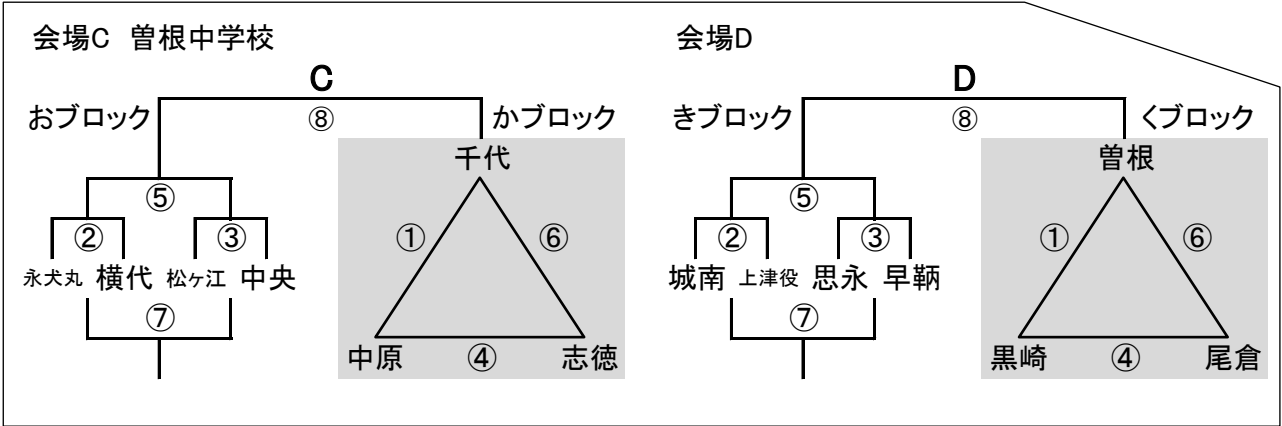 会場C 曽根中学校
C
おブロック
⑧
かブロック
千代
⑤
①
⑥
②
③
永犬丸 横代 松ヶ江 中央
⑦
中原
④
志徳
会場D
D
きブロック
⑧
くブロック
曽根
⑤
①
⑥
②
③
城南 上津役 思永 早鞆
⑦
黒崎
④
尾倉